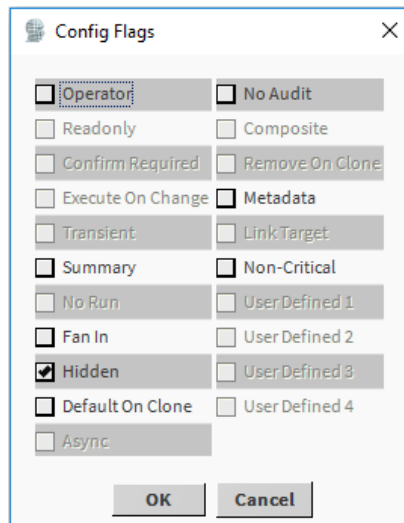 Config Flags
Operator
No Audit
Readonly
Composite
Confirm Required
Remove On Clone
Execute On Change
Metadata
Transient
Link Target
Summary
Non-Critical
No Run
User Defined 1
Fan In
User Defined 2
Hidden
User Defined 3
Default On Clone
User Defined 4
Async
OK
Cancel